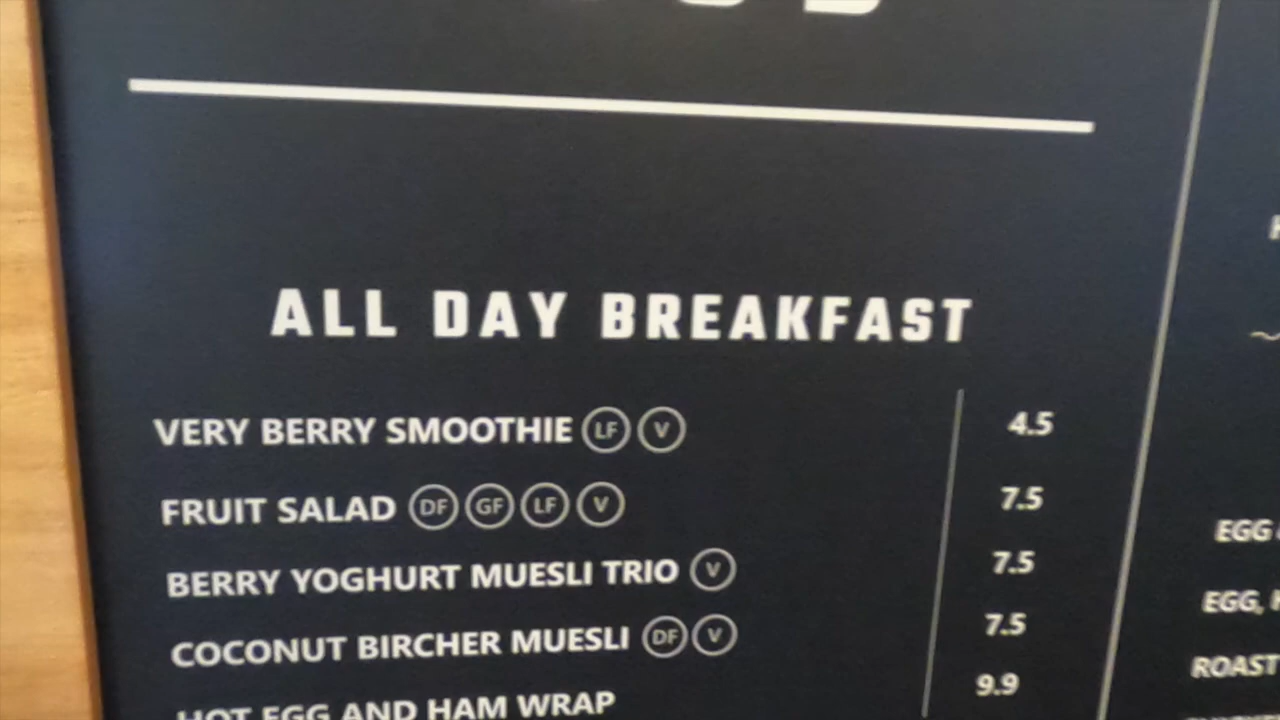 ALL DAY BREAKFAST
VERY BERRY SMOOTHIE LF V 4.5
FRUIT SALAD DF GF LF V 7.5
BERRY YOGHURT MUESLI TRIO V 7.5
COCONUT BIRCHER MUESLI DF V 7.5
HOT EGG AND HAM WRAP 9.9
EGG
EGG,
ROAST